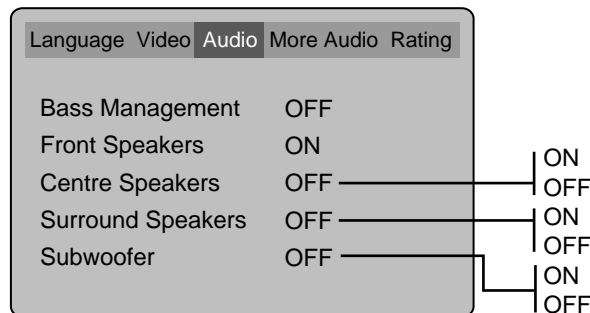 Language Video Audio More Audio Rating
Bass Management OFF
Front Speakers ON
Centre Speakers OFF
Surround Speakers OFF
Subwoofer OFF
ON
OFF
ON
OFF
ON
OFF